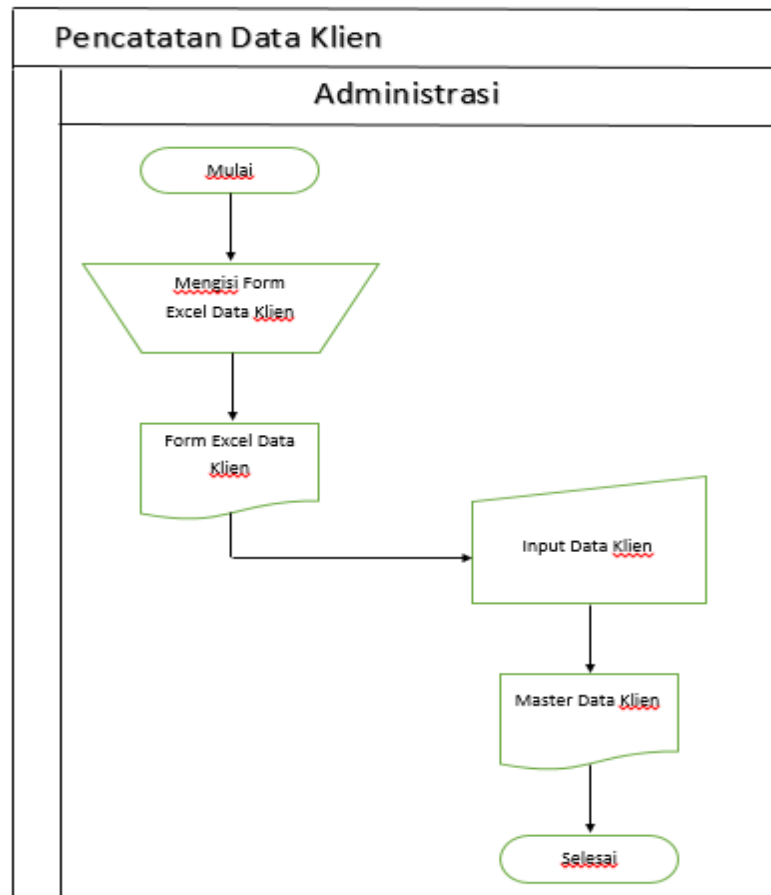 Pencatatan Data Klien
Administrasi
Mulai
Mengisi Form
Excel Data Klien
Form Excel Data
Klien
Input Data Klien
Master Data Klien
Selesai